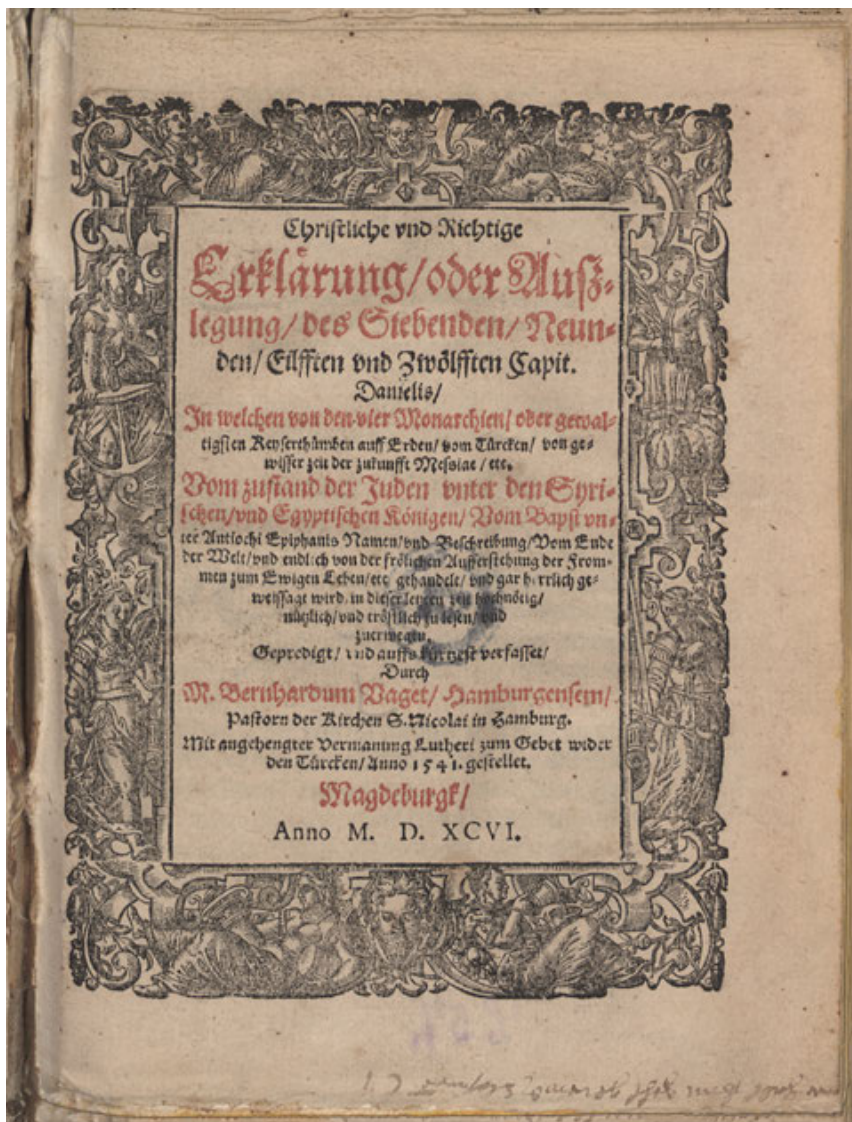 Christliche vnd Richtige
Erklärung/oder Ausz-
legung/des Siebenden/Neun-
den/Eilfften vnd Zwölfften Capit.
Danielis/
In welchen von den vier Monarchien/oder gewal-
tigsten Keyserthümben auff Erden/vom Türcken/von ge-
wisser zeit der zukunfft Messiae/etc.
Vom zustand der Juden vnter den Syri-
schen/vnd Egyptischen Königen/Vom Bapst vn-
ter Antiochi Epiphanis Namen/vnd Beschreibung/Vom Ende
der Welt/vnd endlich von der frölichen Aufferstehung der From-
men zum Ewigen Leben/etc gehandelt/vnd gar herrlich ge-
weissagt wird/in dieser letzten zeit hochnötig/
nützlich/vnd tröstlich zu lesen/vnd
zuerwegen.
Gepredigt/vnd auffs kürtzest verfasset/
Durch
M. Bernhardum Vaget/Hamburgensem/
Pastorn der Kirchen S. Nicolai in Hamburg.
Mit angehengter Vermanung Lutheri zum Gebet wider
den Türcken/Anno 1541. gestellet.
Magdeburgk/
Anno M. D. XCVI.